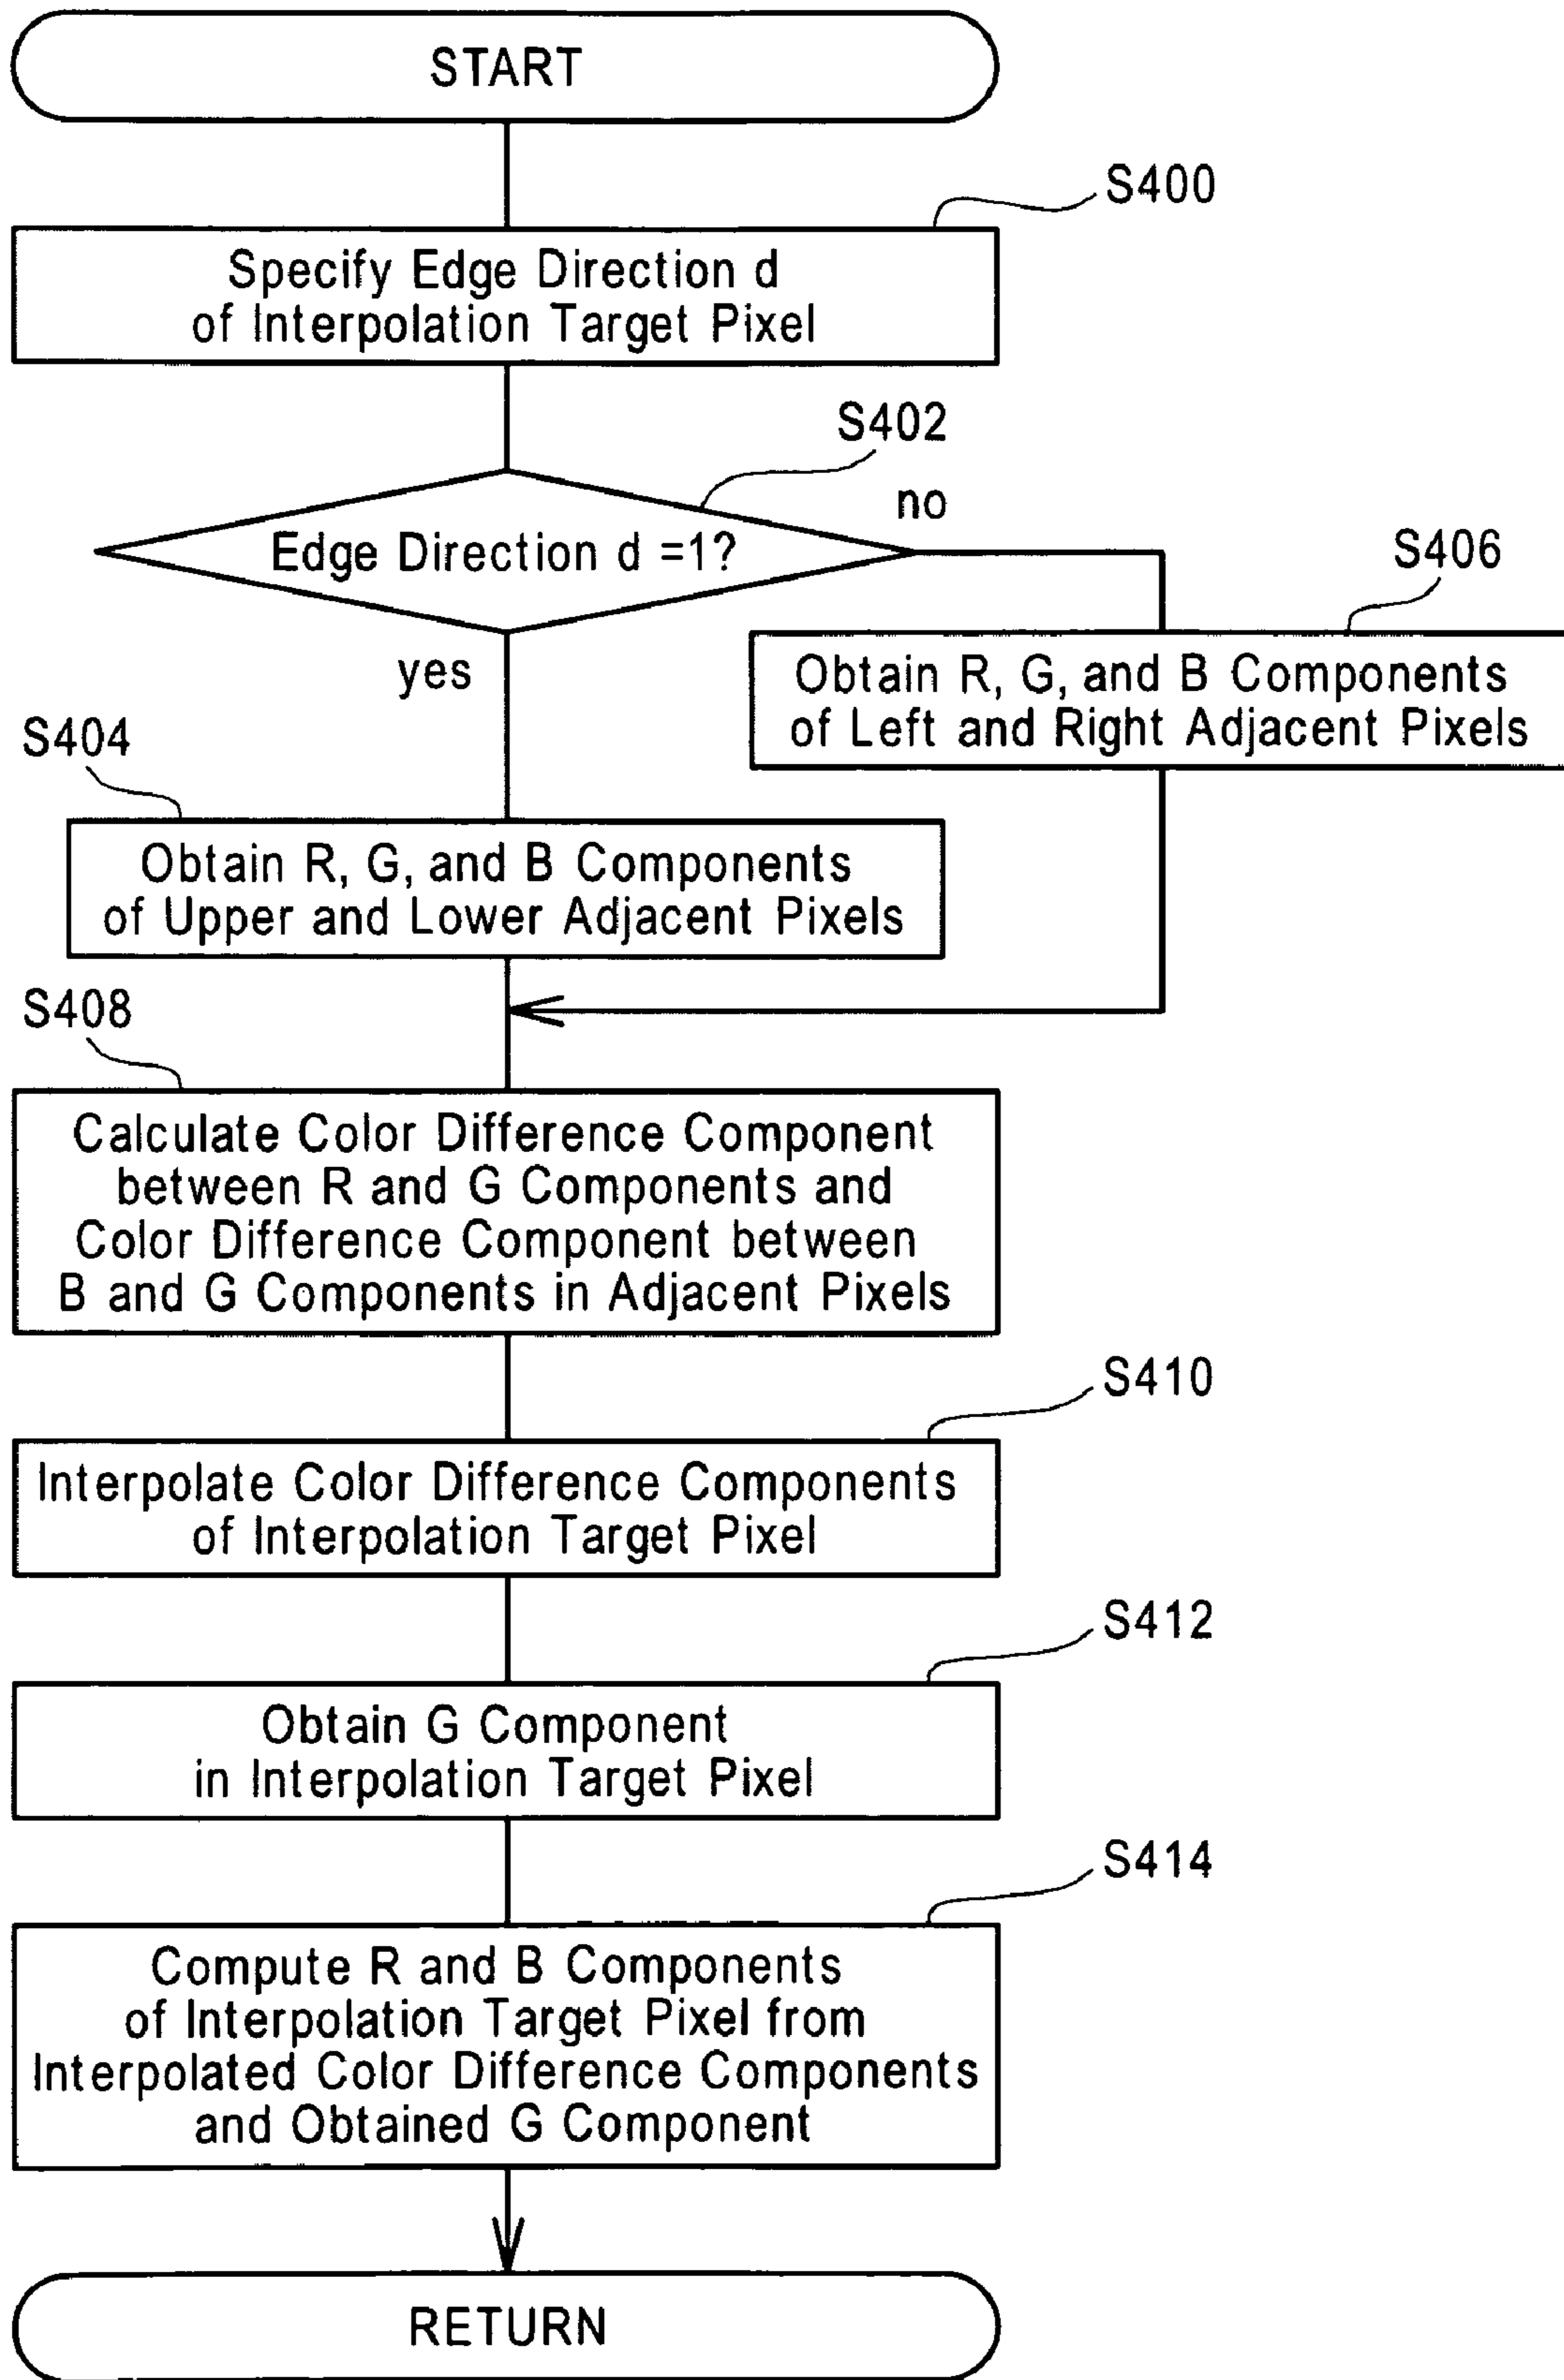 START
S400
Specify Edge Direction d
of Interpolation Target Pixel
S402
Edge Direction d =1?
no
yes
S406
Obtain R, G, and B Components
of Left and Right Adjacent Pixels
S404
Obtain R, G, and B Components
of Upper and Lower Adjacent Pixels
S408
Calculate Color Difference Component
between R and G Components and
Color Difference Component between
B and G Components in Adjacent Pixels
S410
Interpolate Color Difference Components
of Interpolation Target Pixel
S412
Obtain G Component
in Interpolation Target Pixel
S414
Compute R and B Components
of Interpolation Target Pixel from
Interpolated Color Difference Components
and Obtained G Component
RETURN